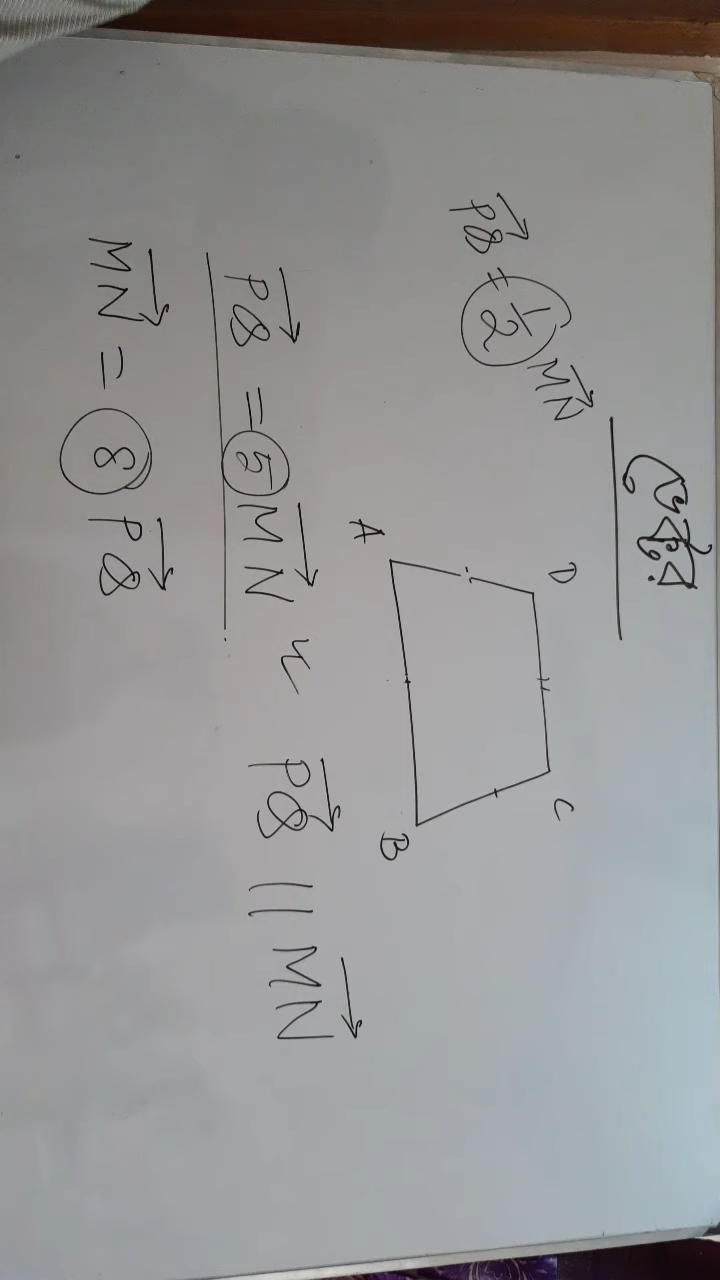 PQ = 1/2 MN
D
C
A
B
PQ = 5 MN
PQ || MN
MN = 8 PQ